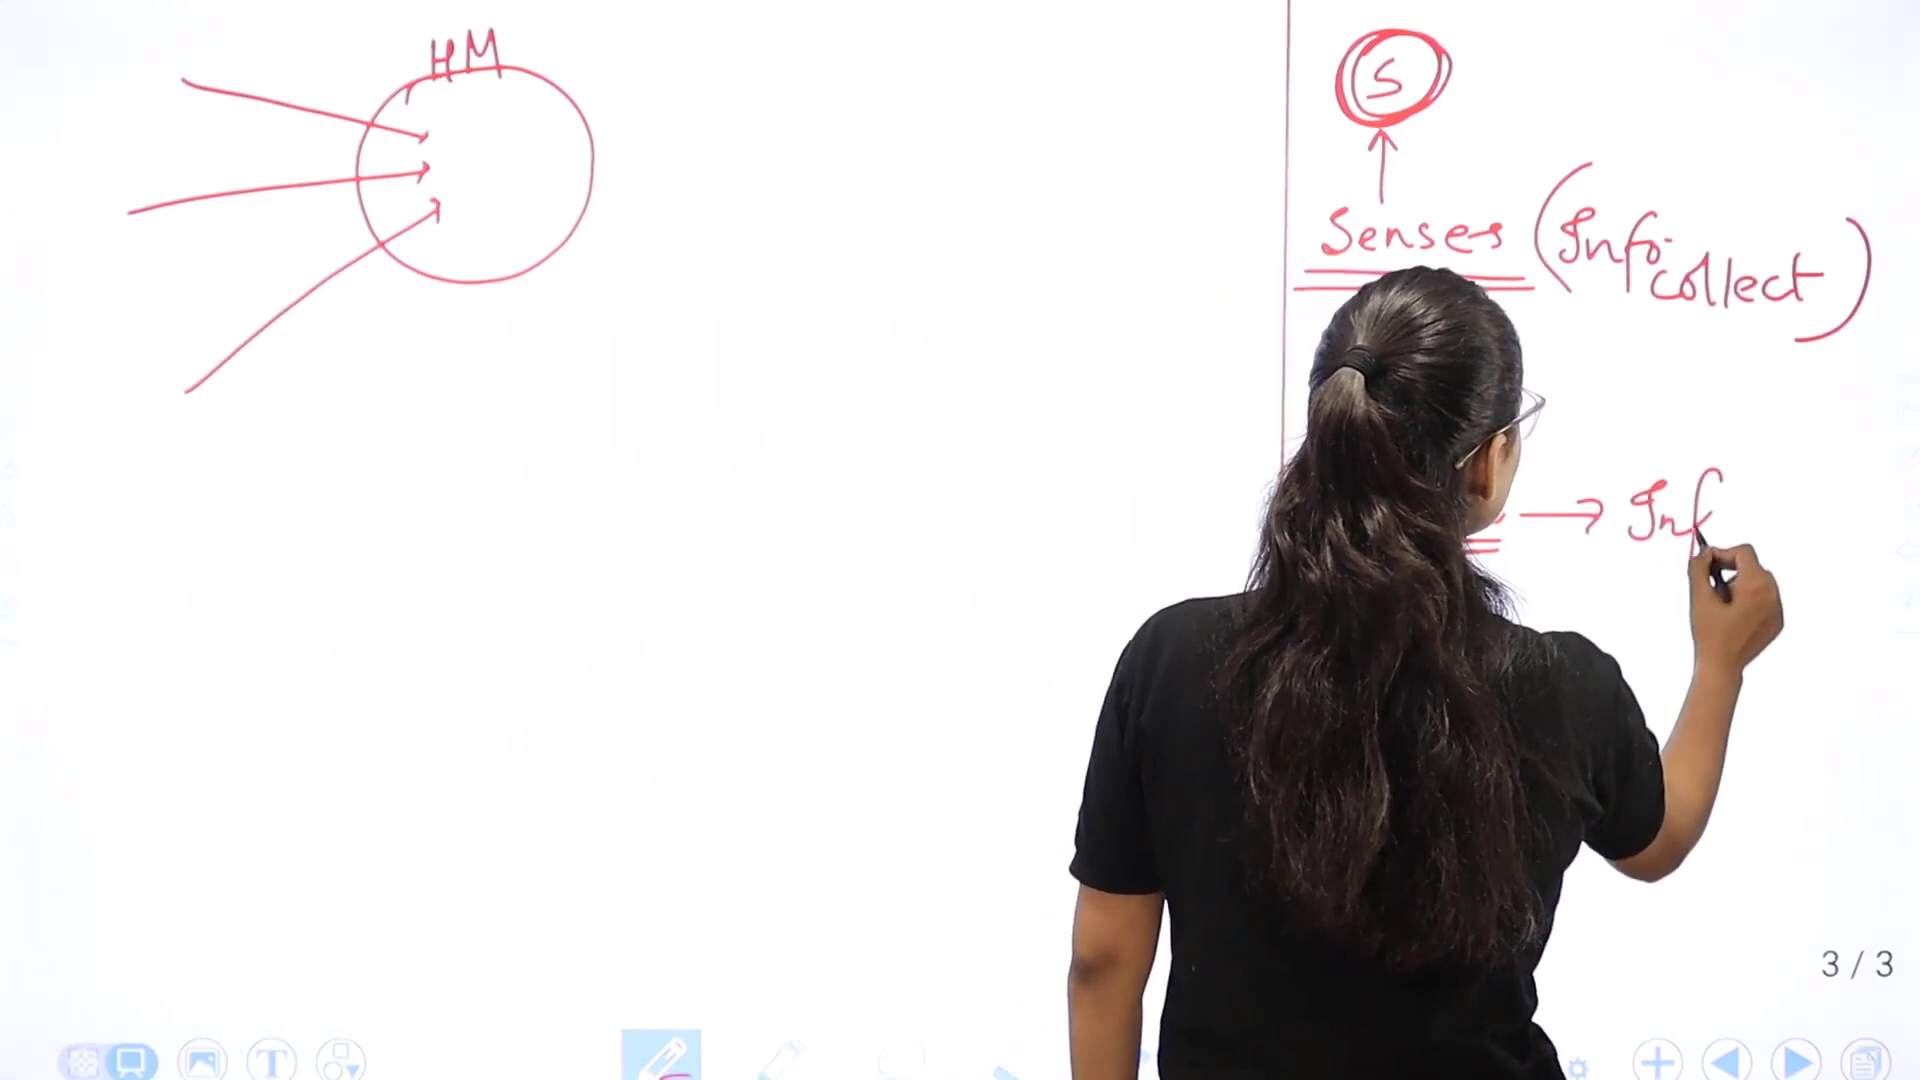 HM
S
Senses (Info.
collect)
→ Inf
3 / 3
T